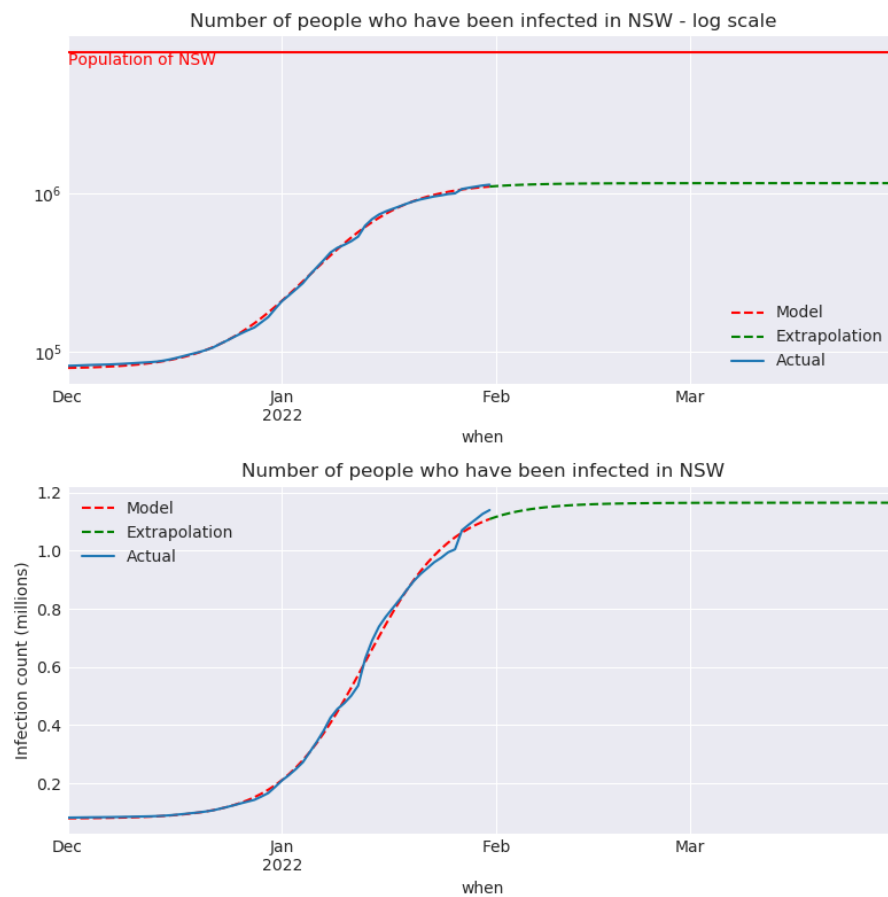 Number of people who have been infected in NSW - log scale
Population of NSW
10⁶
10⁵
Model
Extrapolation
Actual
Dec
Jan
2022
Feb
Mar
when
Number of people who have been infected in NSW
Infection count (millions)
1.2
1.0
0.8
0.6
0.4
0.2
Model
Extrapolation
Actual
Dec
Jan
2022
Feb
Mar
when